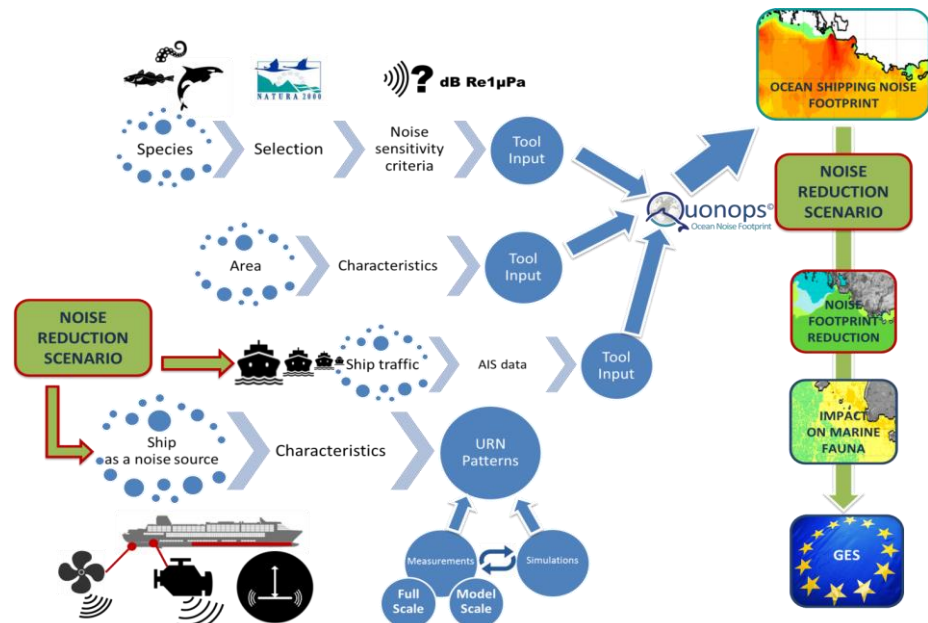 NATURA 2000
? dB Re1µPa
Species
Selection
Noise
sensitivity
criteria
Tool
Input
OCEAN SHIPPING NOISE
FOOTPRINT
NOISE
REDUCTION
SCENARIO
Quonops©
Ocean Noise Footprint
Area
Characteristics
Tool
Input
NOISE
REDUCTION
SCENARIO
Ship traffic
AIS data
Tool
Input
NOISE
FOOTPRINT
REDUCTION
Ship
as a noise source
Characteristics
URN
Patterns
IMPACT
ON MARINE
FAUNA
Measurements
Simulations
Full
Scale
Model
Scale
GES